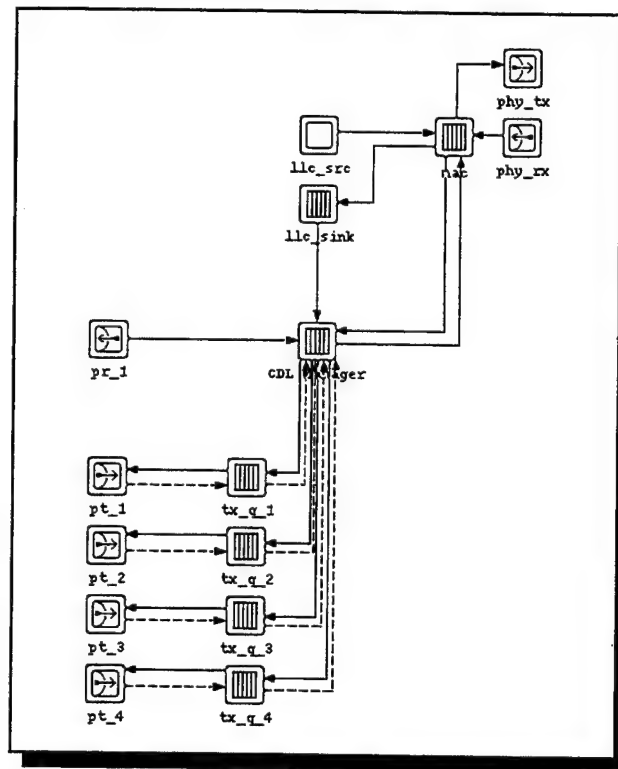 phy_tx
llc_src
mac
phy_rx
llc_sink
pr_1
CDL
pt_1
tx_q_1
pt_2
tx_q_2
pt_3
tx_q_3
pt_4
tx_q_4